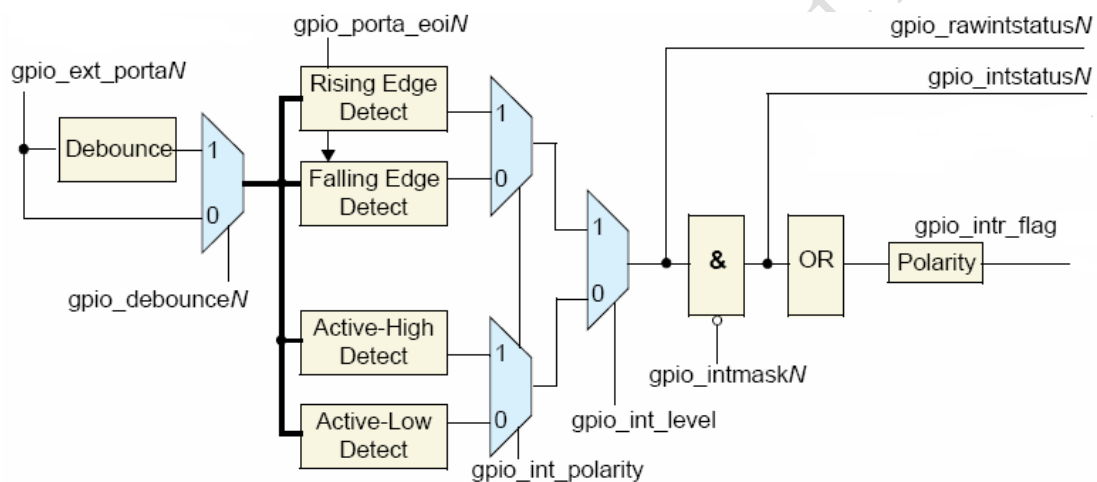 gpio_porta_eoiN
gpio_rawintstatusN
gpio_ext_portaN
gpio_intstatusN
Rising Edge
Detect
1
0
Debounce
1
0
Falling Edge
Detect
gpio_debounceN
1
0
&
OR
gpio_intr_flag
Polarity
Active-High
Detect
1
0
Active-Low
Detect
gpio_intmaskN
gpio_int_level
gpio_int_polarity